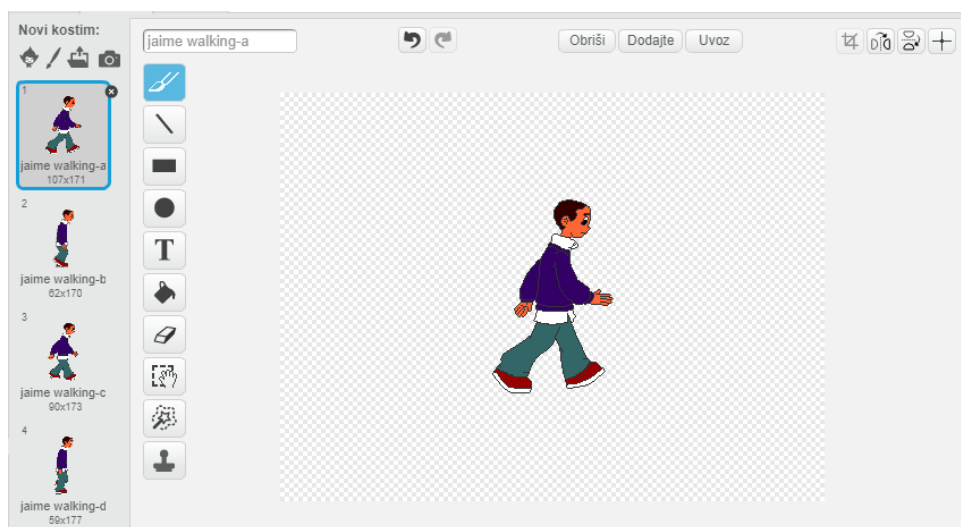 Novi kostim:
jaime walking-a
Obriši
Dodajte
Uvoz
1
jaime walking-a
107x171
2
jaime walking-b
62x170
3
jaime walking-c
90x173
4
jaime walking-d
59x177
T